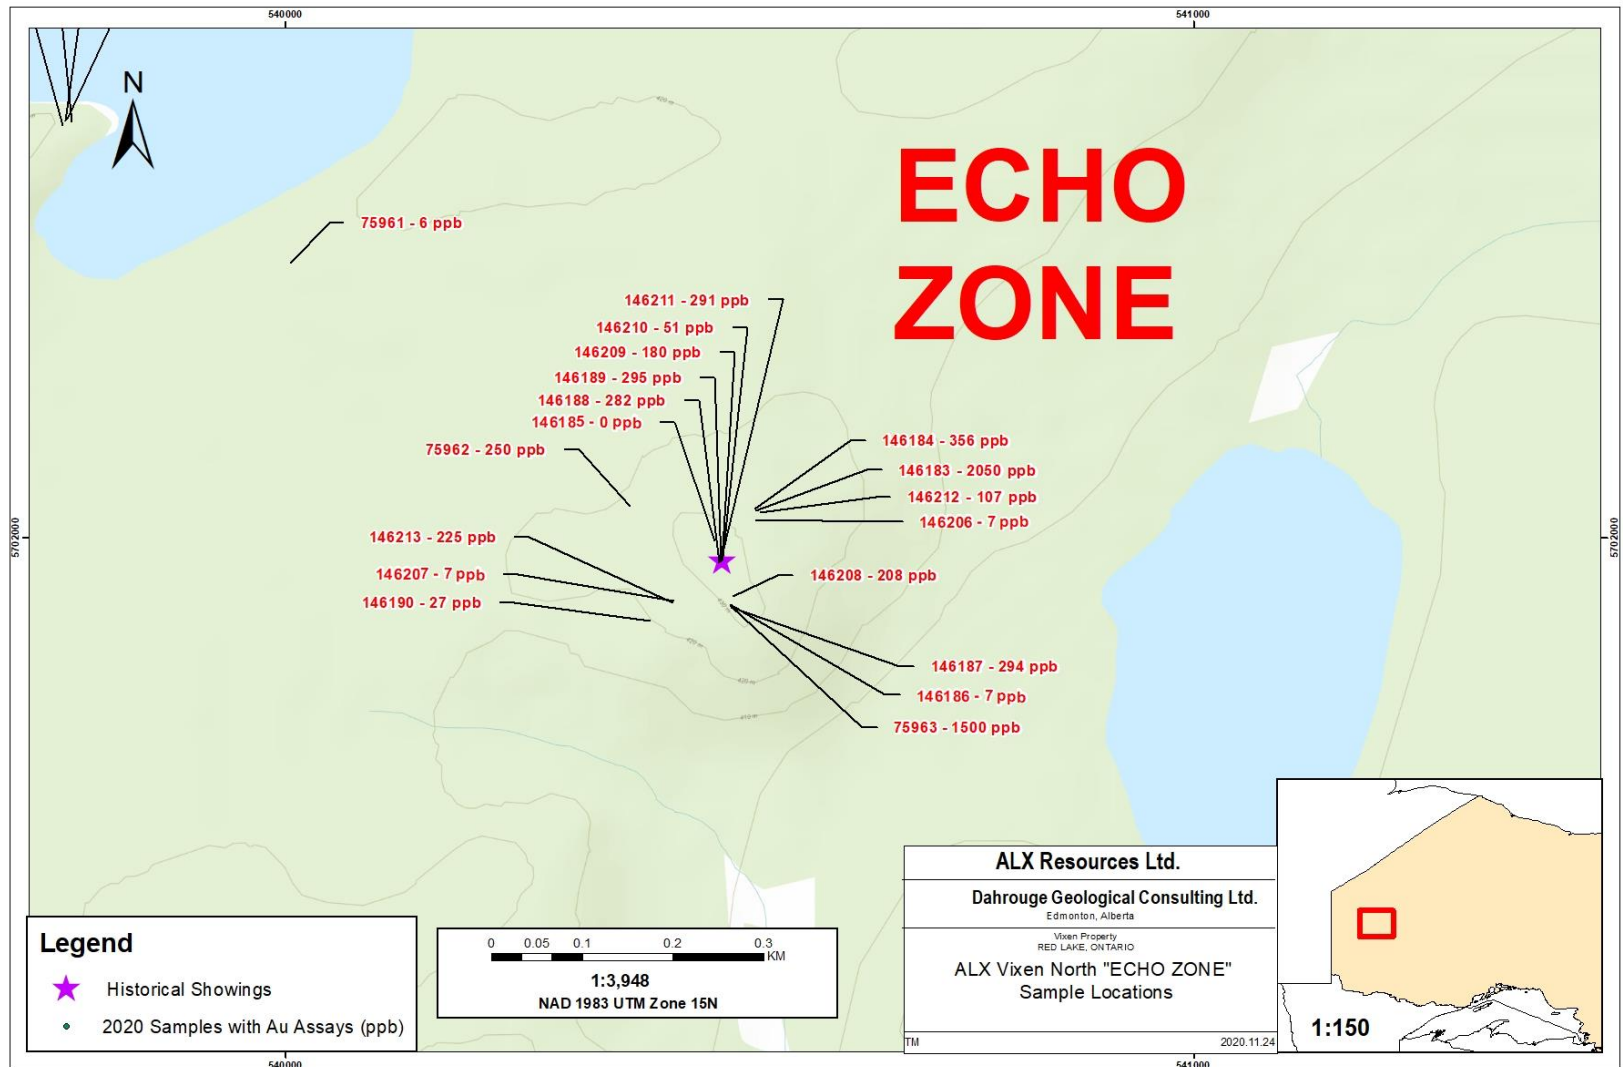 540000
541000
N
ECHO
ZONE
75961 - 6 ppb
146211 - 291 ppb
146210 - 51 ppb
146209 - 180 ppb
146189 - 295 ppb
146188 - 282 ppb
146185 - 0 ppb
75962 - 250 ppb
146184 - 356 ppb
146183 - 2050 ppb
146212 - 107 ppb
146206 - 7 ppb
5702000
5702000
146213 - 225 ppb
146207 - 7 ppb
146190 - 27 ppb
146208 - 208 ppb
146187 - 294 ppb
146186 - 7 ppb
75963 - 1500 ppb
Legend
Historical Showings
2020 Samples with Au Assays (ppb)
0 0.05 0.1 0.2 0.3
KM
1:3,948
NAD 1983 UTM Zone 15N
ALX Resources Ltd.
Dahrouge Geological Consulting Ltd.
Edmonton, Alberta
Vixen Property
RED LAKE, ONTARIO
ALX Vixen North "ECHO ZONE"
Sample Locations
TM
2020.11.24
1:150
540000
541000